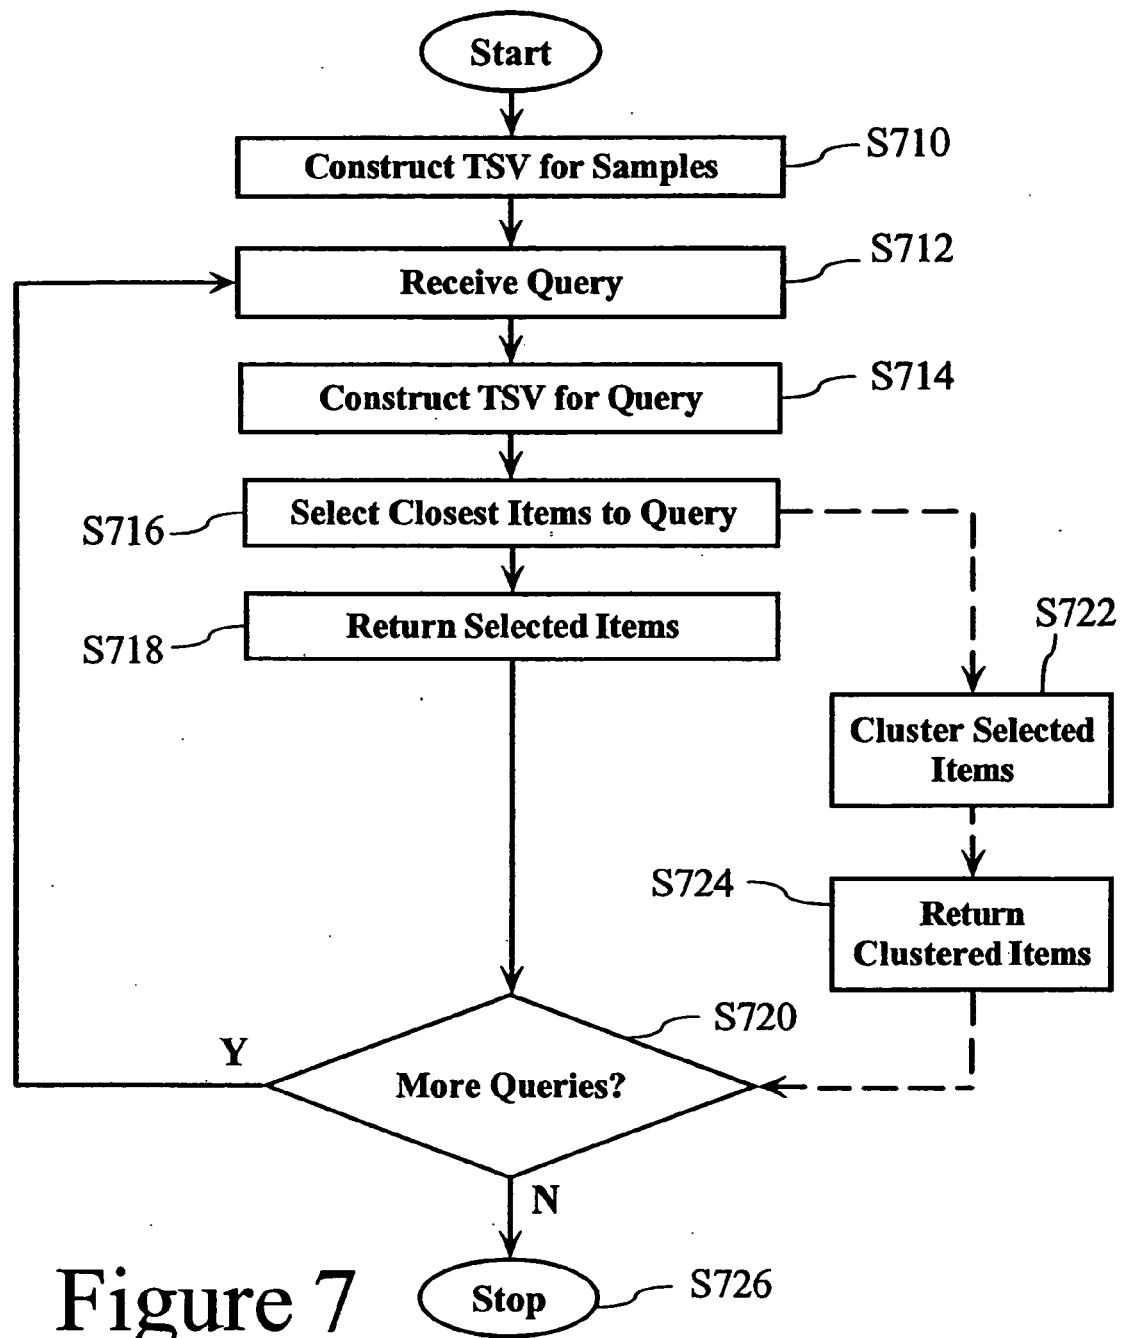 Start
Construct TSV for Samples
S710
Receive Query
S712
Construct TSV for Query
S714
Select Closest Items to Query
S716
Return Selected Items
S718
S722
Cluster Selected
Items
S724
Return
Clustered Items
S720
Y
More Queries?
N
Stop
S726
Figure 7